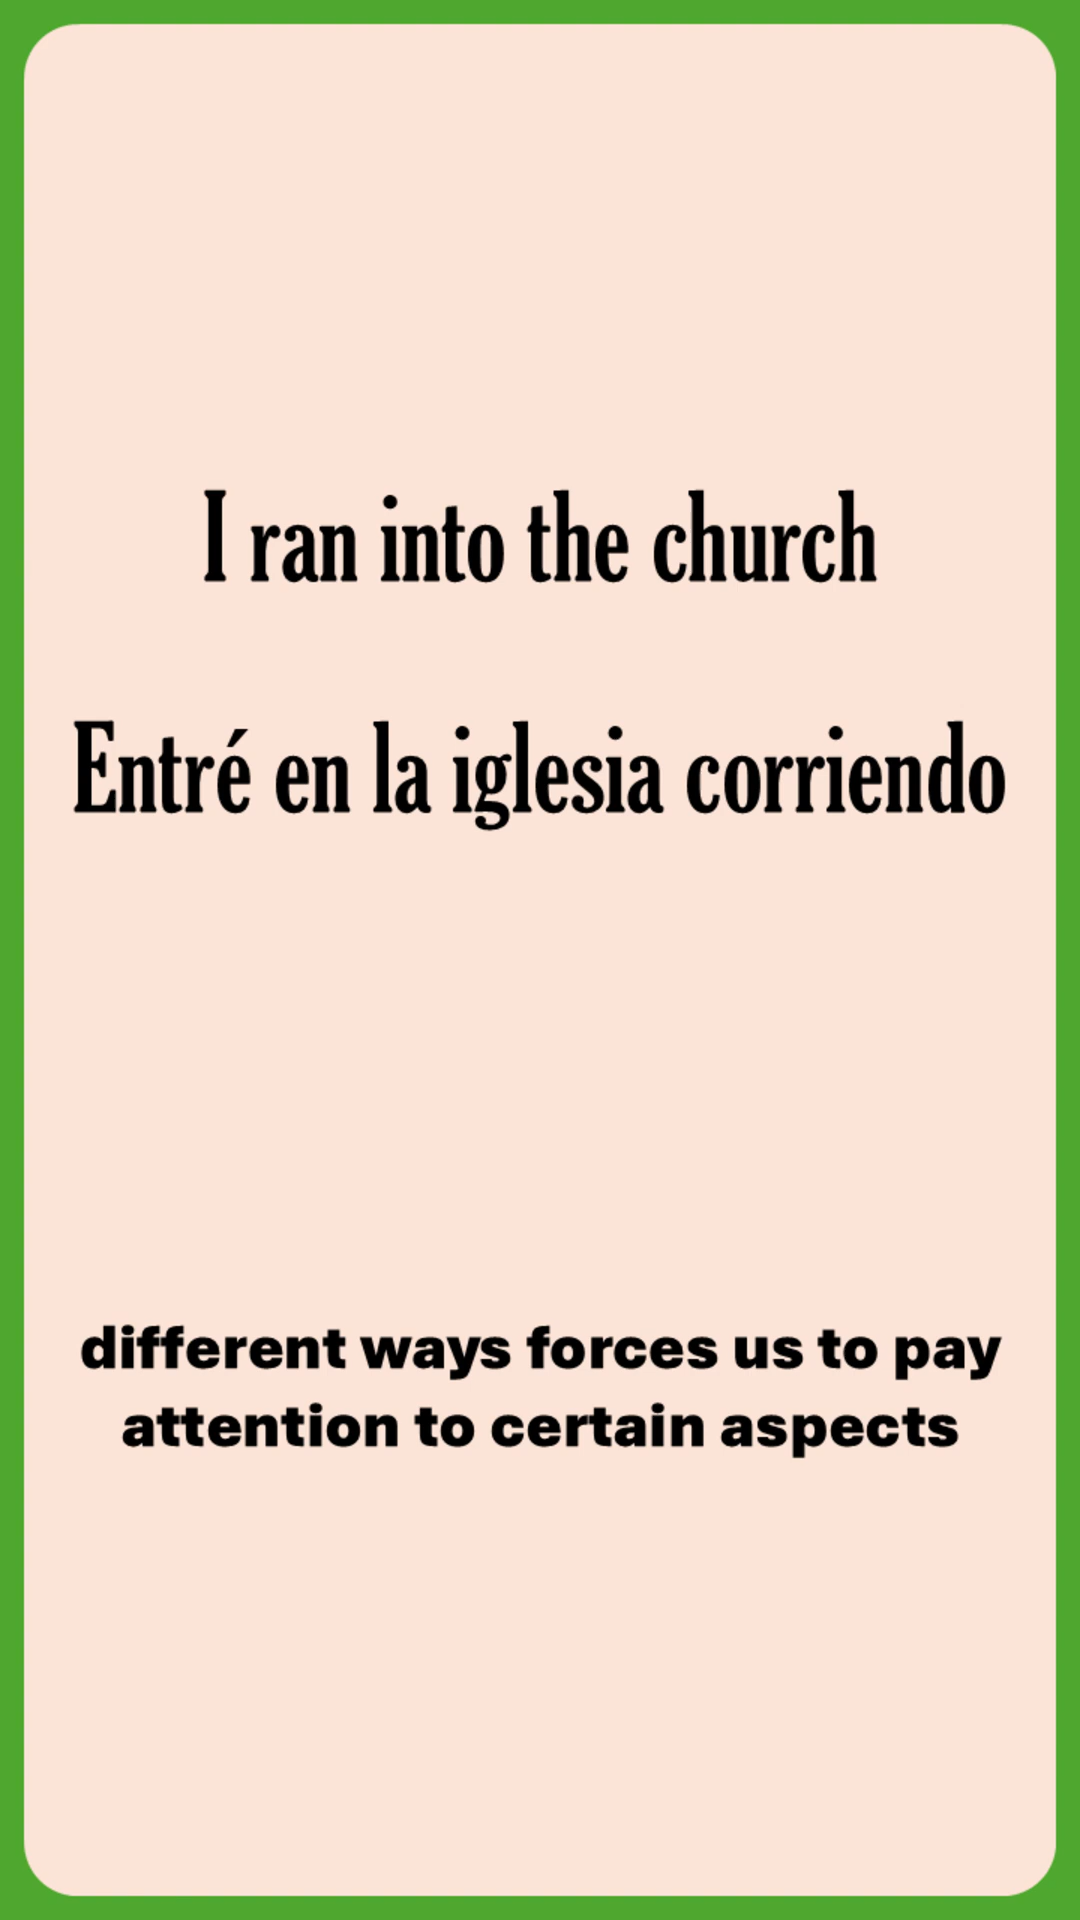 I ran into the church
Entré en la iglesia corriendo
different ways forces us to pay
attention to certain aspects